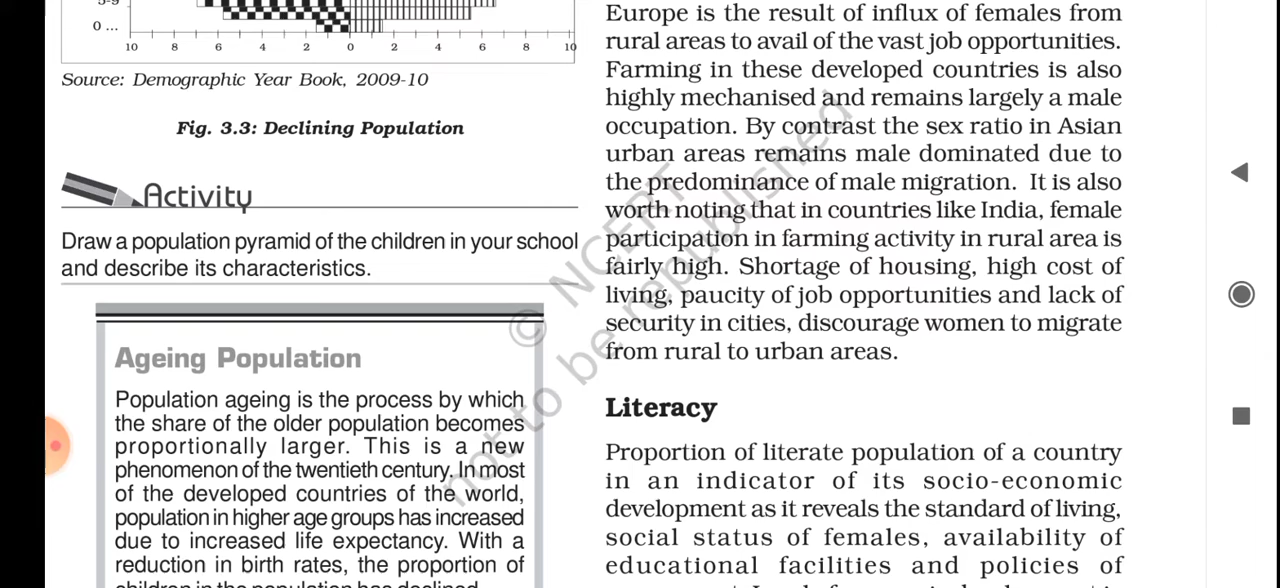 5-9
0 ...
10 8 6 4 2 0 2 4 6 8 10
Source: Demographic Year Book, 2009-10
Fig. 3.3: Declining Population
Activity
Draw a population pyramid of the children in your school
and describe its characteristics.
Ageing Population
Population ageing is the process by which
the share of the older population becomes
proportionally larger. This is a new
phenomenon of the twentieth century. In most
of the developed countries of the world,
population in higher age groups has increased
due to increased life expectancy. With a
reduction in birth rates, the proportion of
children in the population has declined.
Europe is the result of influx of females from
rural areas to avail of the vast job opportunities.
Farming in these developed countries is also
highly mechanised and remains largely a male
occupation. By contrast the sex ratio in Asian
urban areas remains male dominated due to
the predominance of male migration. It is also
worth noting that in countries like India, female
participation in farming activity in rural area is
fairly high. Shortage of housing, high cost of
living, paucity of job opportunities and lack of
security in cities, discourage women to migrate
from rural to urban areas.
Literacy
Proportion of literate population of a country
in an indicator of its socio-economic
development as it reveals the standard of living,
social status of females, availability of
educational facilities and policies of
© NCERT
not to be republished